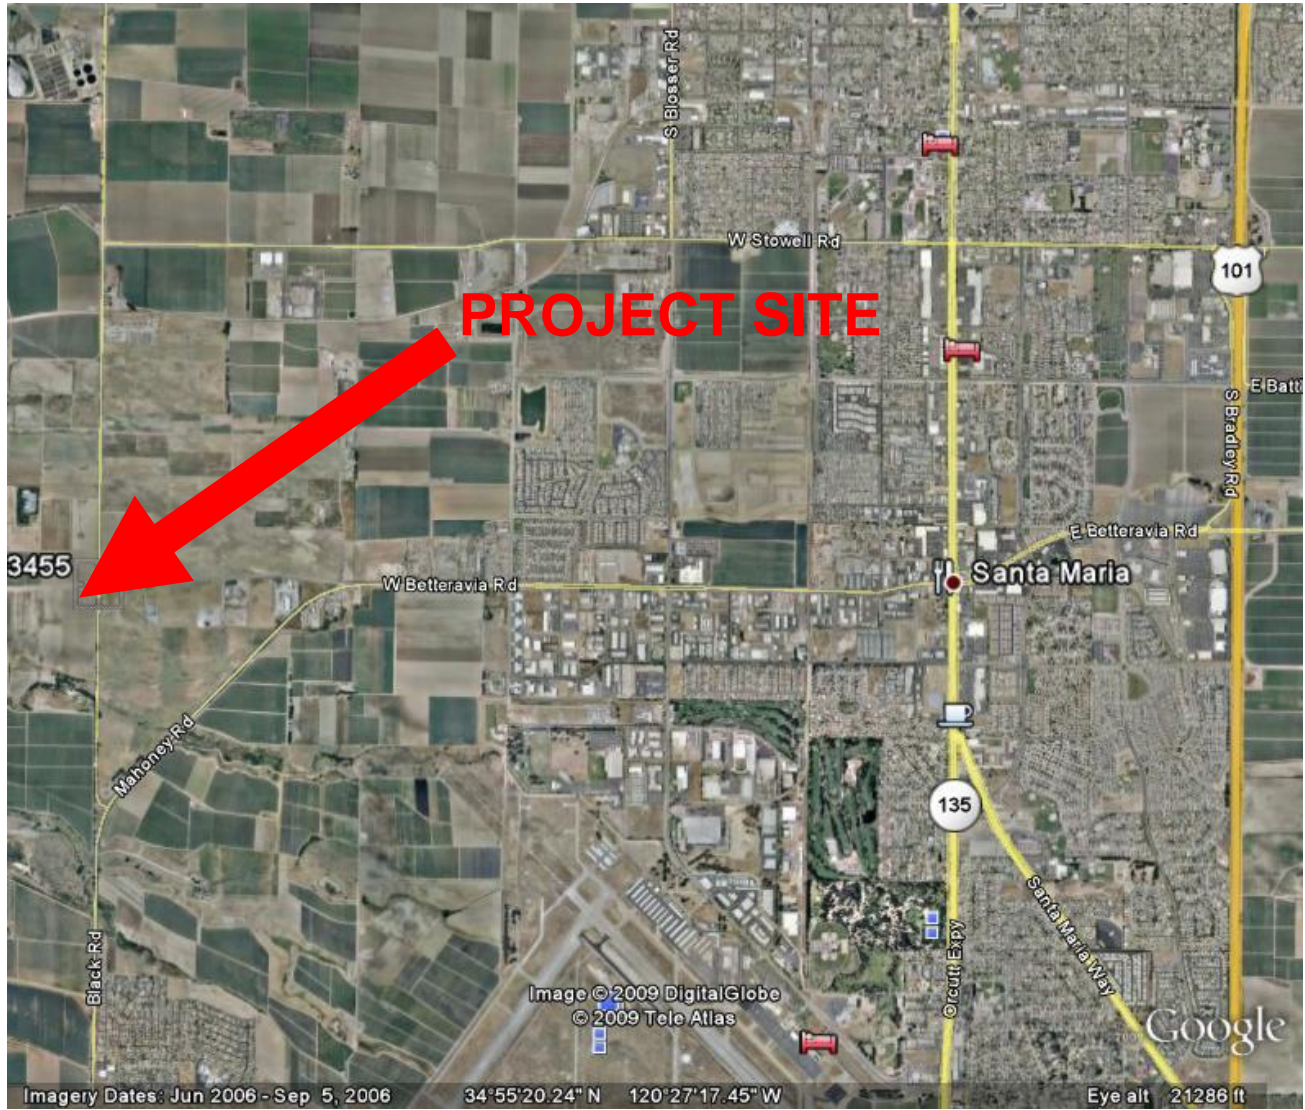 S Blosser Rd
W Stowell Rd
101
PROJECT SITE
E Batt
S Bradley Rd
E Betteravia Rd
3455
W Betteravia Rd
Santa Maria
Mahoney Rd
135
Santa Maria Way
Orcutt Expy
Black Rd
Image © 2009 DigitalGlobe
© 2009 Tele Atlas
Google
Imagery Dates: Jun 2006 - Sep 5, 2006 34°55'20.24" N 120°27'17.45" W Eye alt 21286 ft